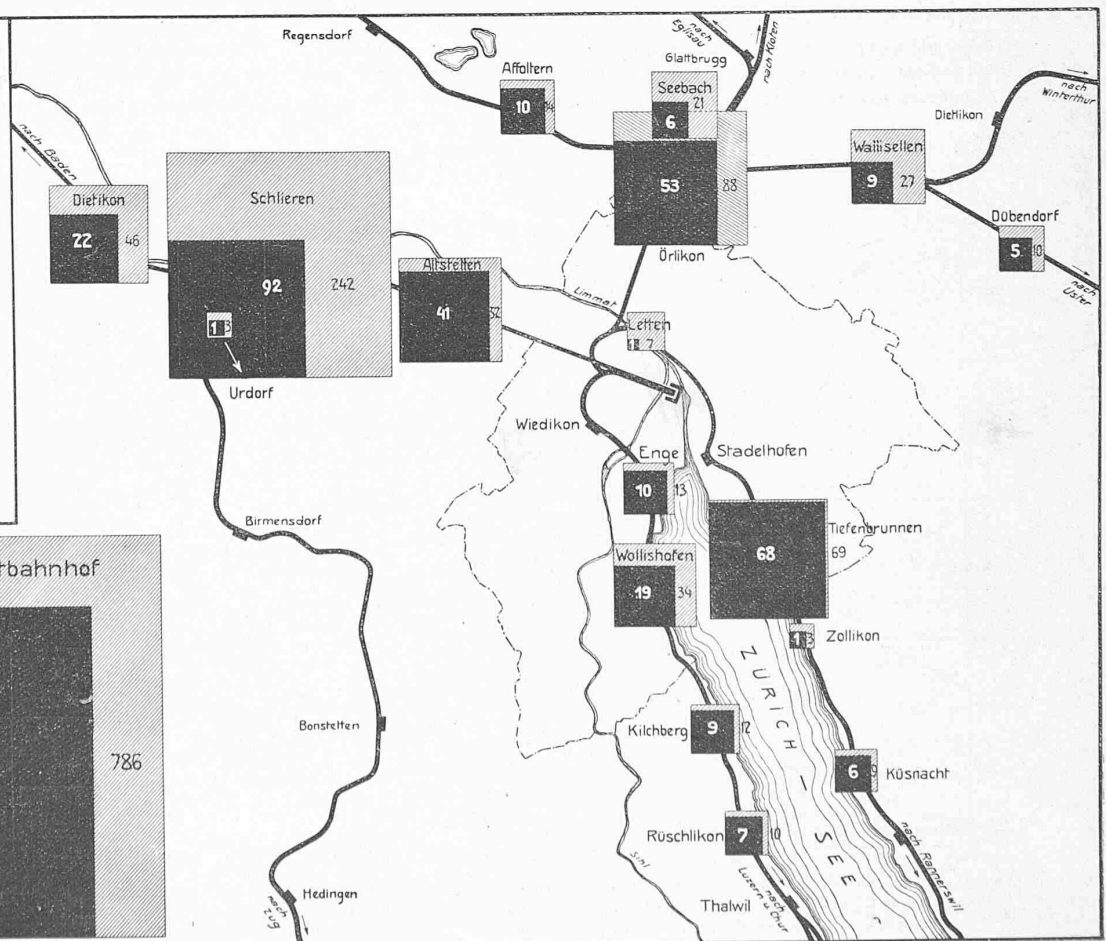 Regensdorf
nach
Eglisau
Glattbrugg
nach Kloten
Affoltern
10
14
Seebach
21
6
nach
Winterthur
Dietlikon
nach Baden
Wallisellen
9 27
53 88
Örlikon
Dietikon
22 46
Schlieren
92 242
1 3
Urdorf
Altstetten
41 52
Dübendorf
5 10
nach
Uster
Limmat
Letten
7
Wiedikon
Enge
10 13
Stadelhofen
Tiefenbrunnen
68 69
Birmensdorf
Wollishofen
19 34
rbahnhof
786
1 3 Zollikon
ZÜRICH – SEE
Bonstetten
Kilchberg 9 12
6 9 Küsnacht
Rüschlikon 7 10
Sihl
nach
Luzern u Chur
Thalwil
Hedingen
nach
Zug